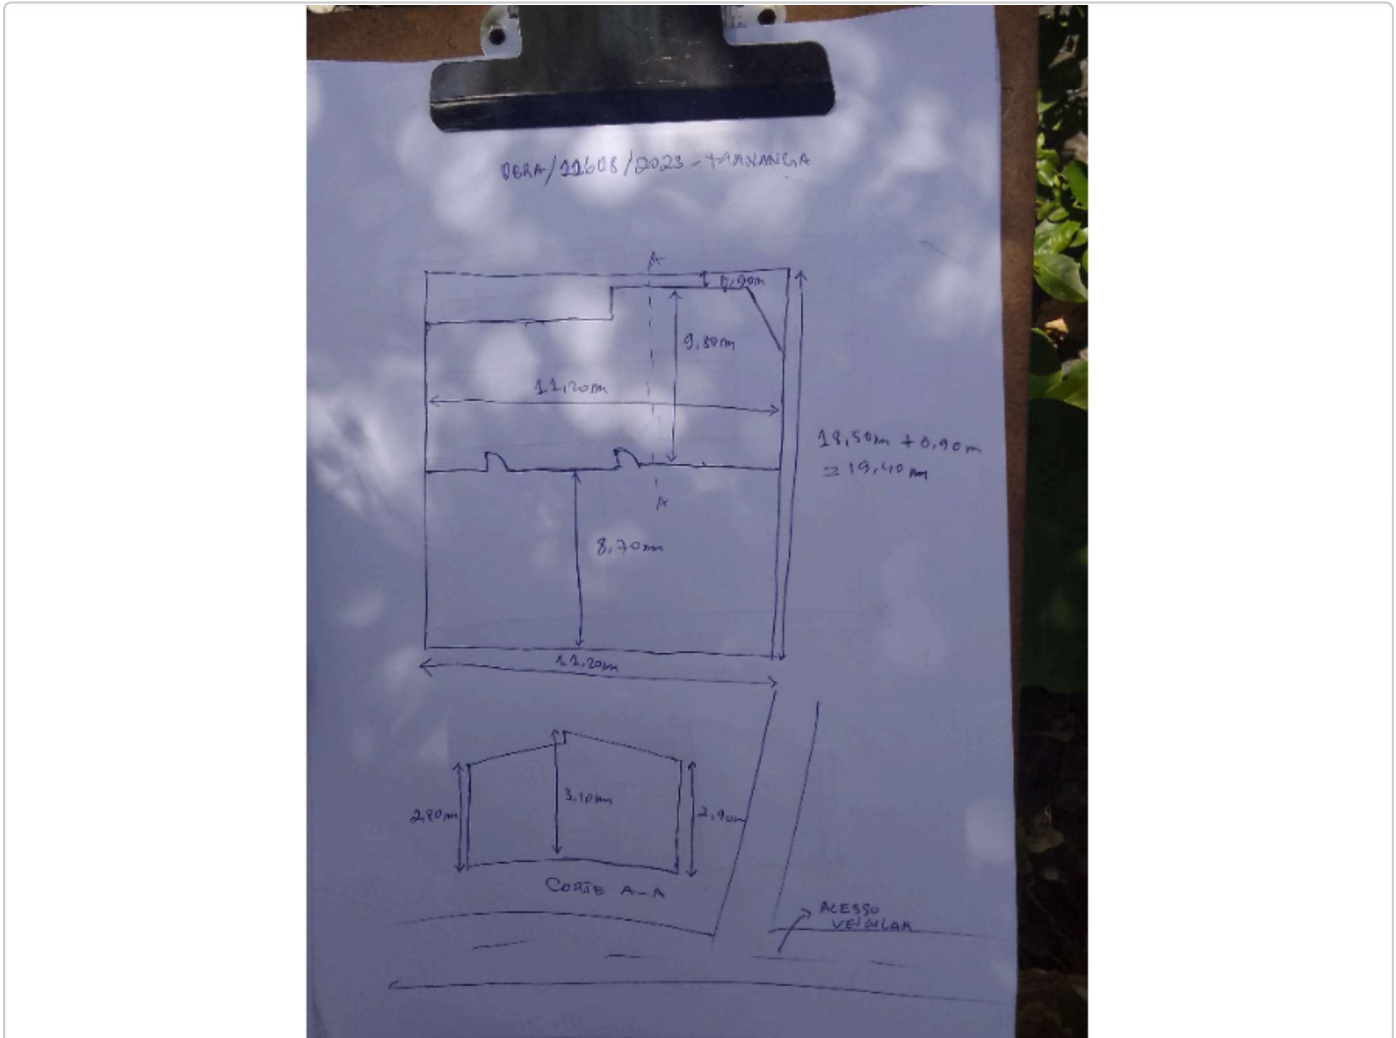 OBRA/11608/2023 -
A
0,90m
9,80m
11,20m
18,50m + 0,90m
= 19,40m
A
8,70m
11.20m
3,10m
2,80m
2,90m
CORTE A-A
ACESSO
VEICULAR